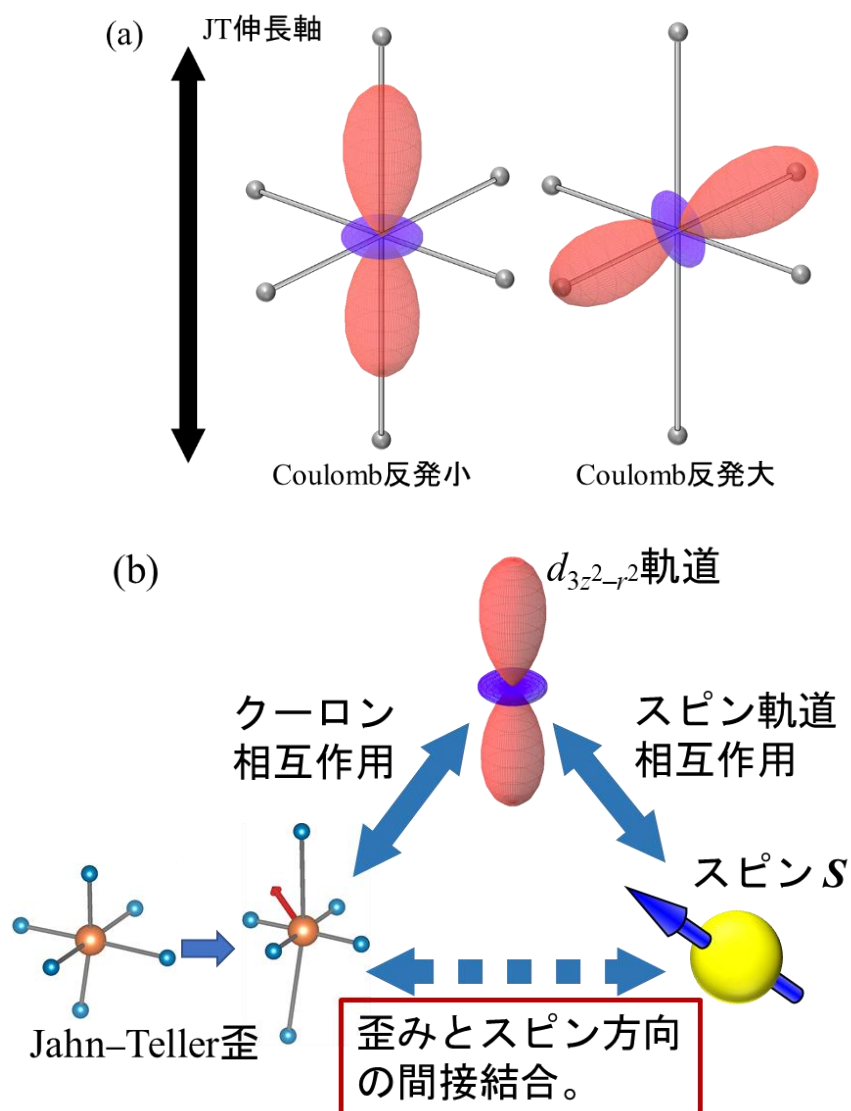 (a)
JT伸長軸
Coulomb反発小
Coulomb反発大
(b)
d3z2–r2軌道
クーロン
相互作用
スピン軌道
相互作用
スピン S
Jahn–Teller歪
歪みとスピン方向
の間接結合。